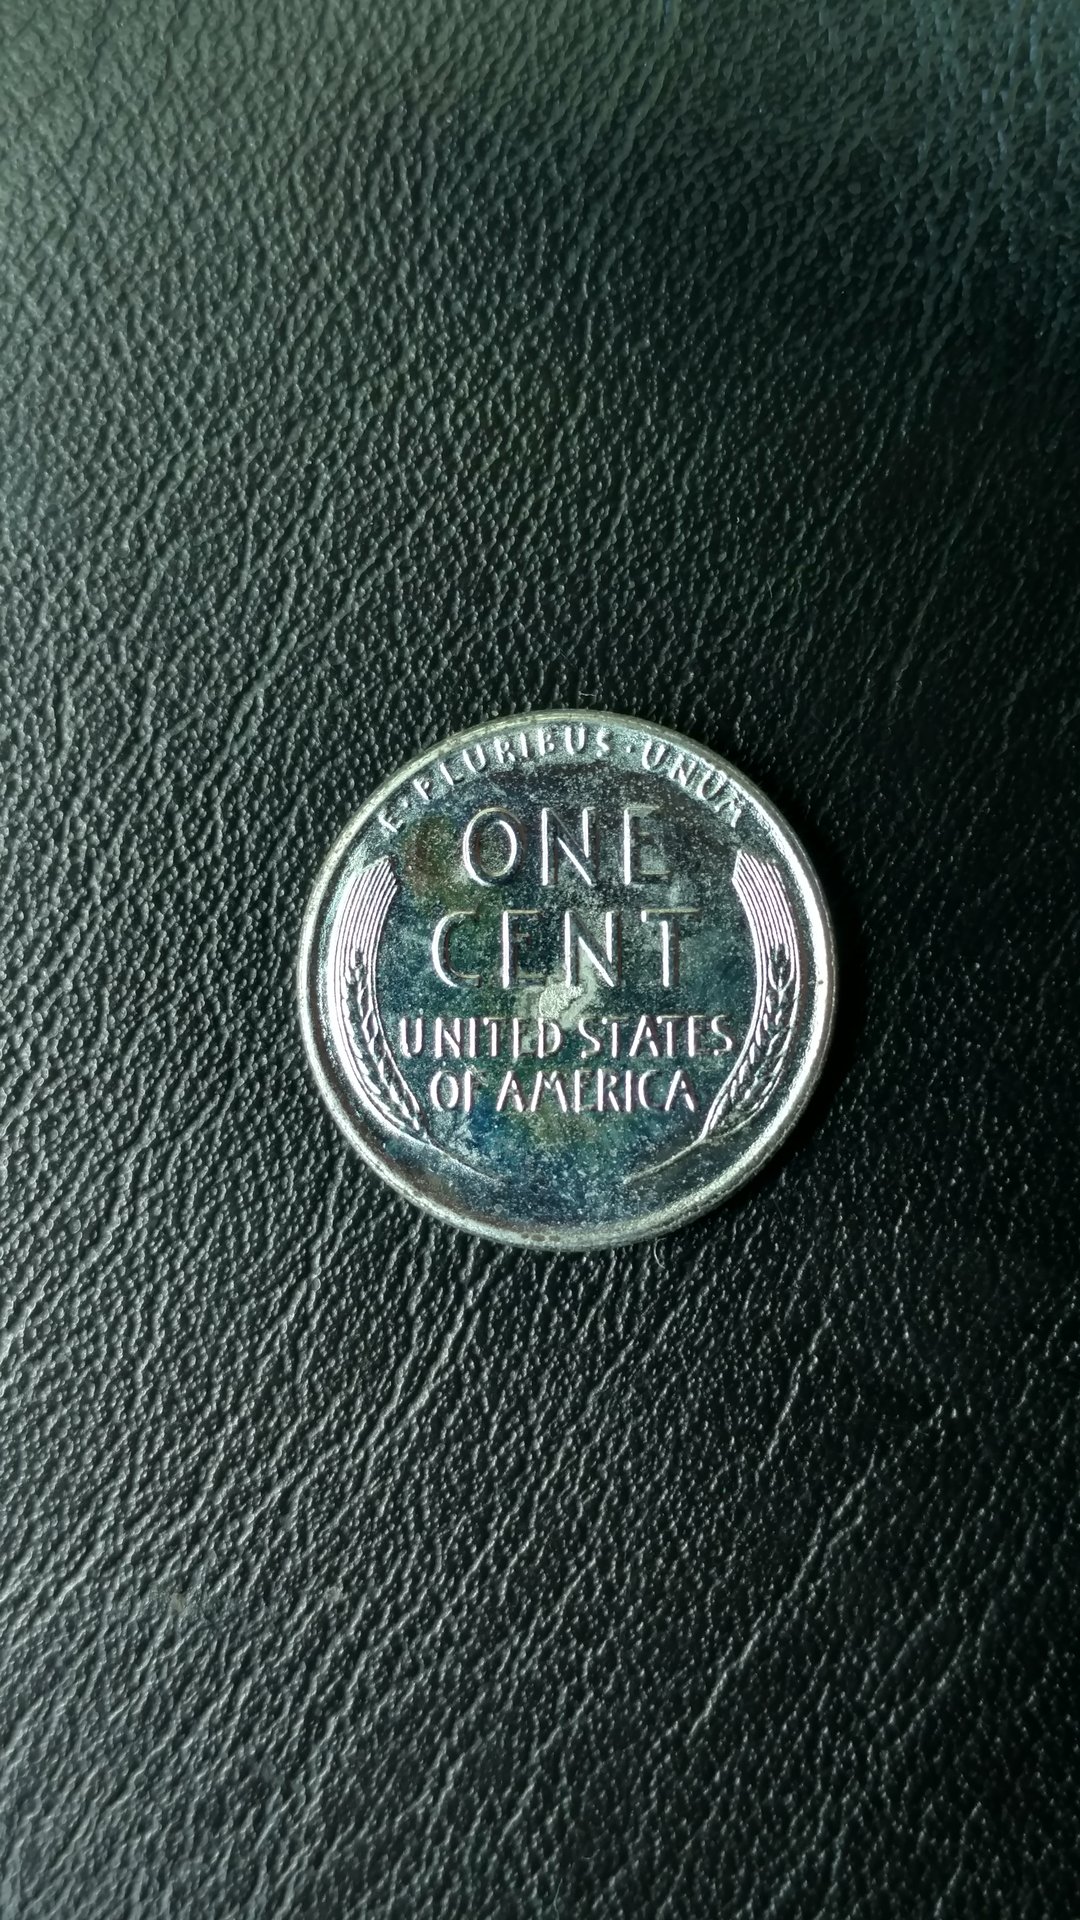 E·PLURIBUS·UNUM
ONE
CENT
UNITED STATES
OF AMERICA